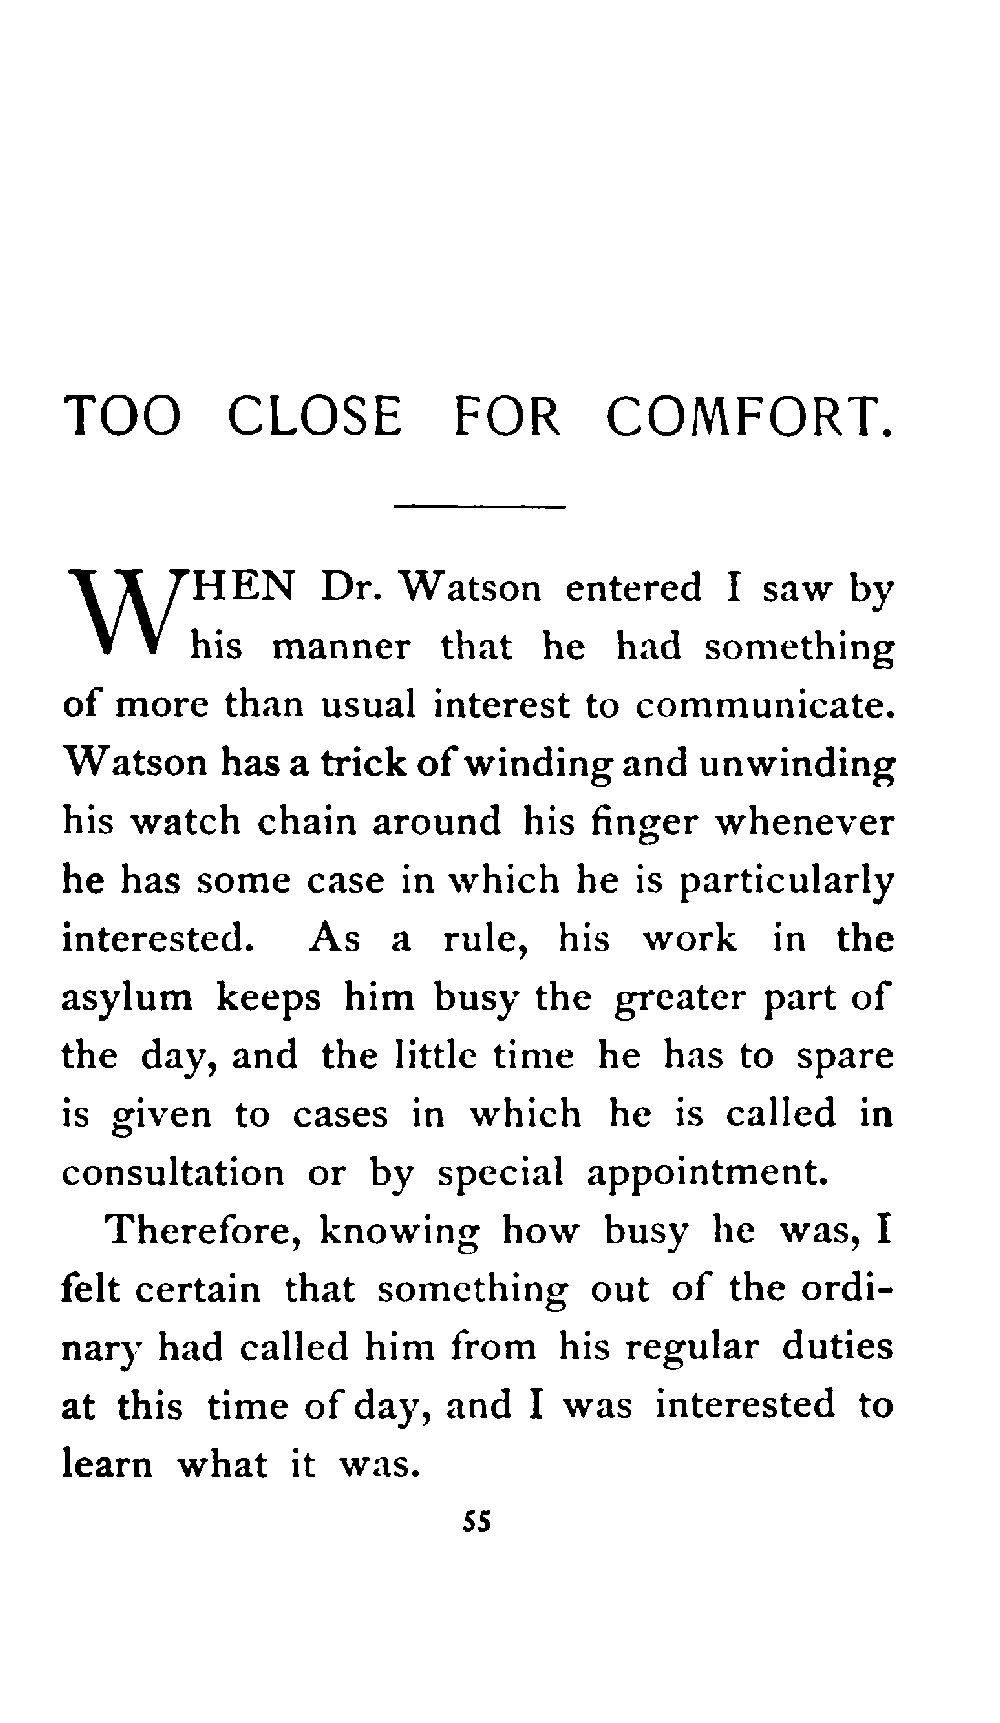 TOO CLOSE FOR COMFORT.
WHEN Dr. Watson entered I saw by
his manner that he had something
of more than usual interest to communicate.
Watson has a trick of winding and unwinding
his watch chain around his finger whenever
he has some case in which he is particularly
interested. As a rule, his work in the
asylum keeps him busy the greater part of
the day, and the little time he has to spare
is given to cases in which he is called in
consultation or by special appointment.
Therefore, knowing how busy he was, I
felt certain that something out of the ordi-
nary had called him from his regular duties
at this time of day, and I was interested to
learn what it was.
55